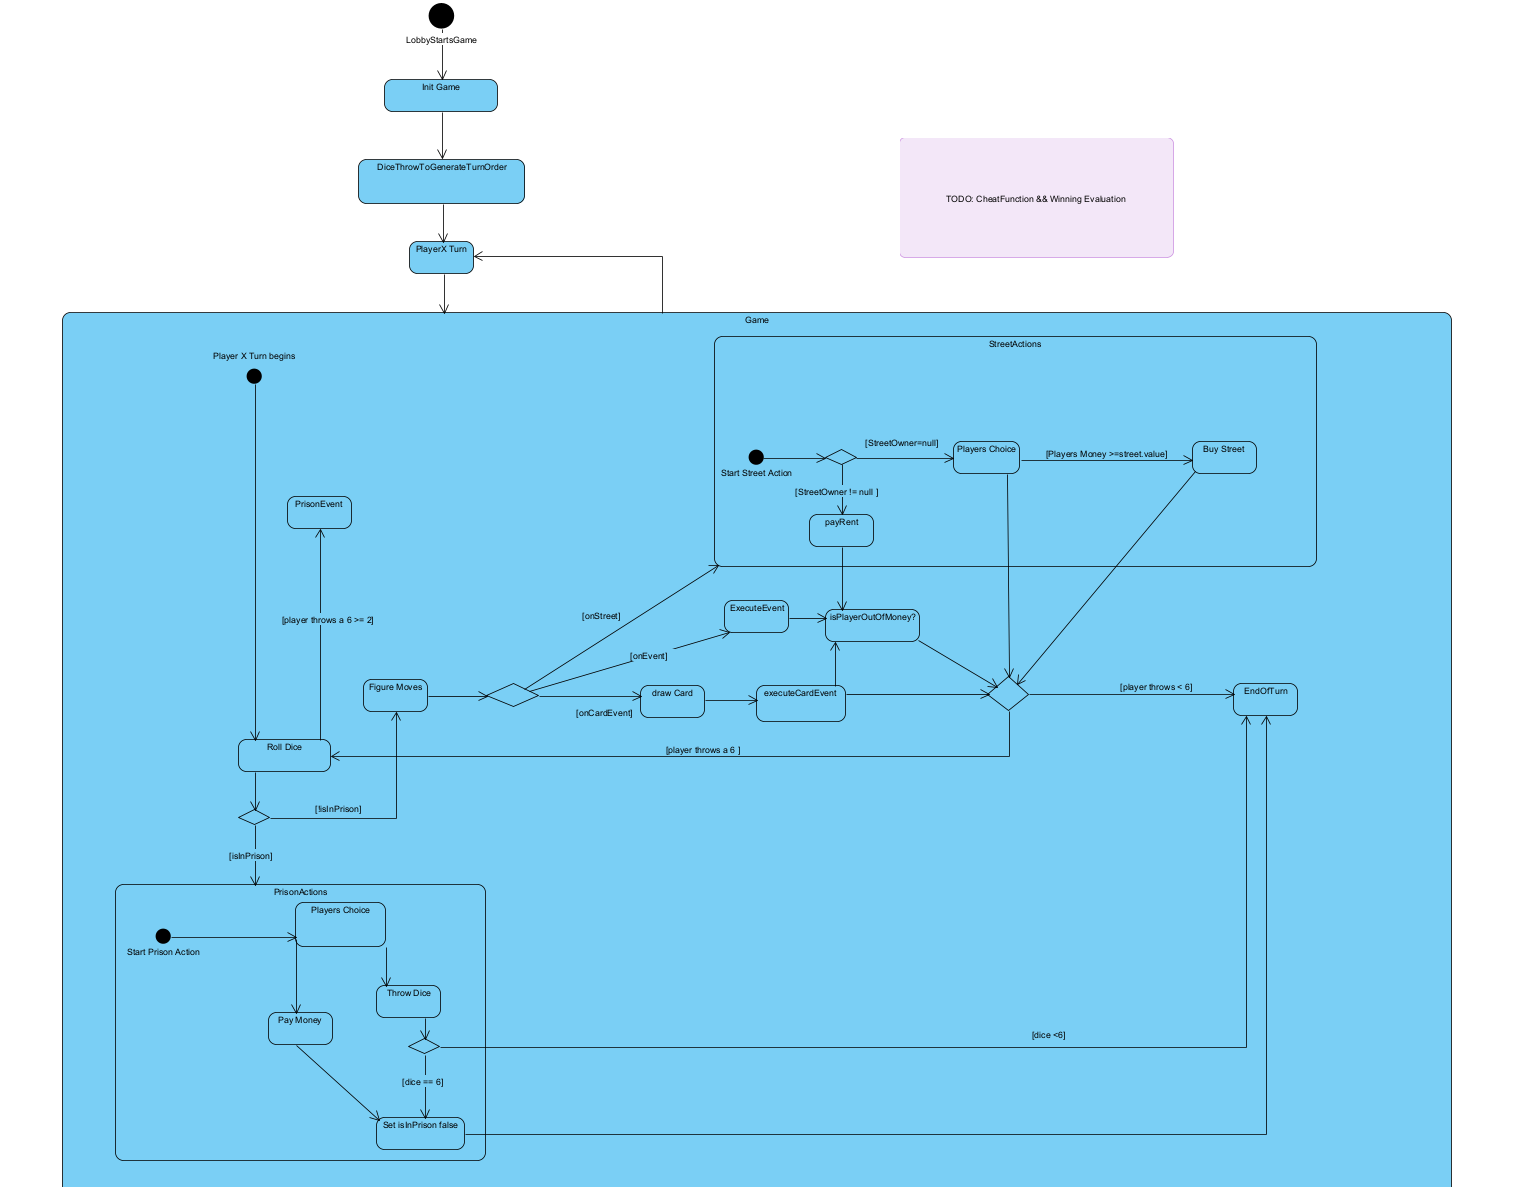 LobbyStartsGame
Init Game
DiceThrowToGenerateTurnOrder
TODO: CheatFunction && Winning Evaluation
PlayerX Turn
Game
StreetActions
Player X Turn begins
[StreetOwner=null]
Players Choice
[Players Money >=street.value]
Buy Street
Start Street Action
[StreetOwner != null ]
PrisonEvent
payRent
[player throws a 6 >= 2]
[onStreet]
ExecuteEvent
isPlayerOutOfMoney?
[onEvent]
Figure Moves
draw Card
executeCardEvent
[player throws < 6]
EndOfTurn
[onCardEvent]
Roll Dice
[player throws a 6 ]
[!isInPrison]
[isInPrison]
PrisonActions
Players Choice
Start Prison Action
Throw Dice
Pay Money
[dice <6]
[dice == 6]
Set isInPrison false